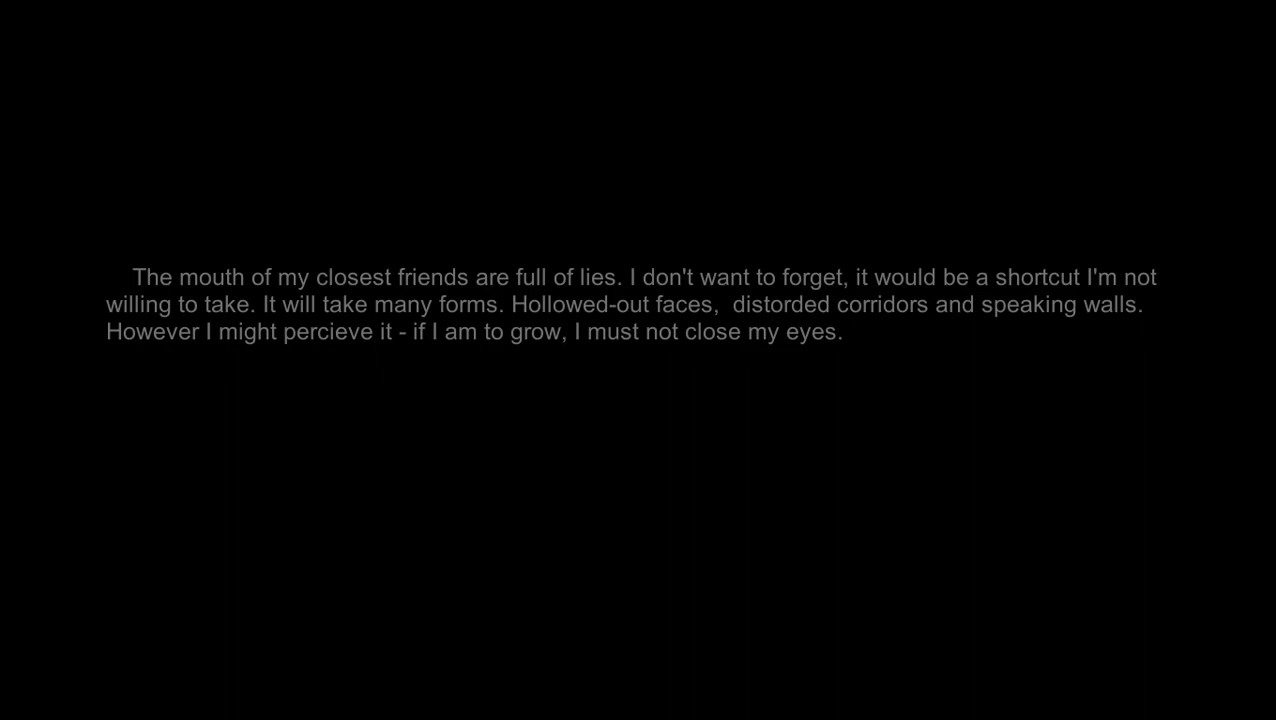 The mouth of my closest friends are full of lies. I don't want to forget, it would be a shortcut I'm not
willing to take. It will take many forms. Hollowed-out faces,  distorded corridors and speaking walls.
However I might percieve it - if I am to grow, I must not close my eyes.